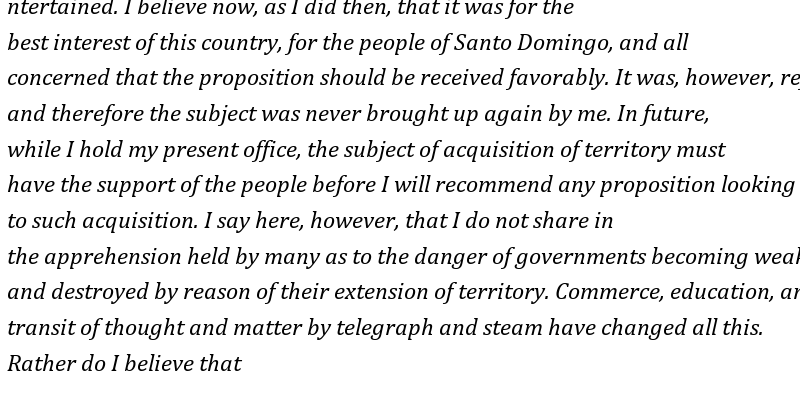 ntertained. I believe now, as I did then, that it was for the
best interest of this country, for the people of Santo Domingo, and all
concerned that the proposition should be received favorably. It was, however,
and therefore the subject was never brought up again by me. In future,
while I hold my present office, the subject of acquisition of territory must
have the support of the people before I will recommend any proposition looking
to such acquisition. I say here, however, that I do not share in
the apprehension held by many as to the danger of governments becoming
and destroyed by reason of their extension of territory. Commerce, education,
transit of thought and matter by telegraph and steam have changed all this.
Rather do I believe that